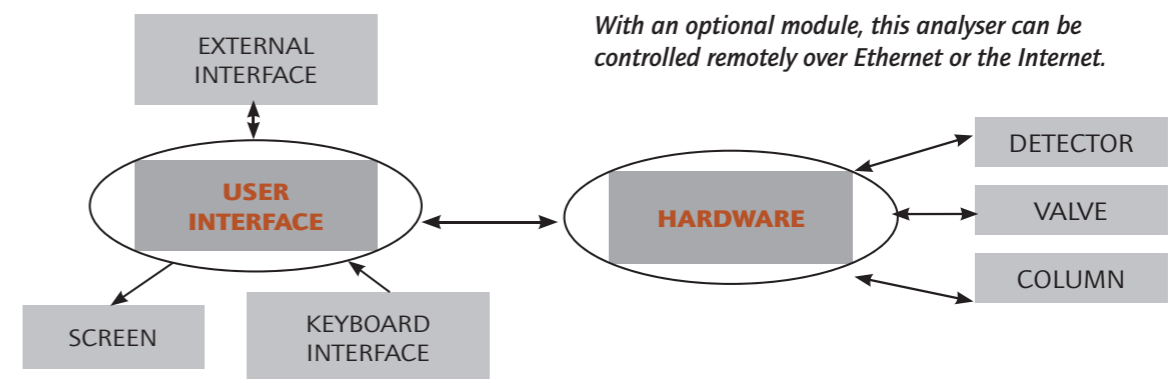 With an optional module, this analyser can be
controlled remotely over Ethernet or the Internet.
EXTERNAL
INTERFACE
USER
INTERFACE
SCREEN
KEYBOARD
INTERFACE
HARDWARE
DETECTOR
VALVE
COLUMN